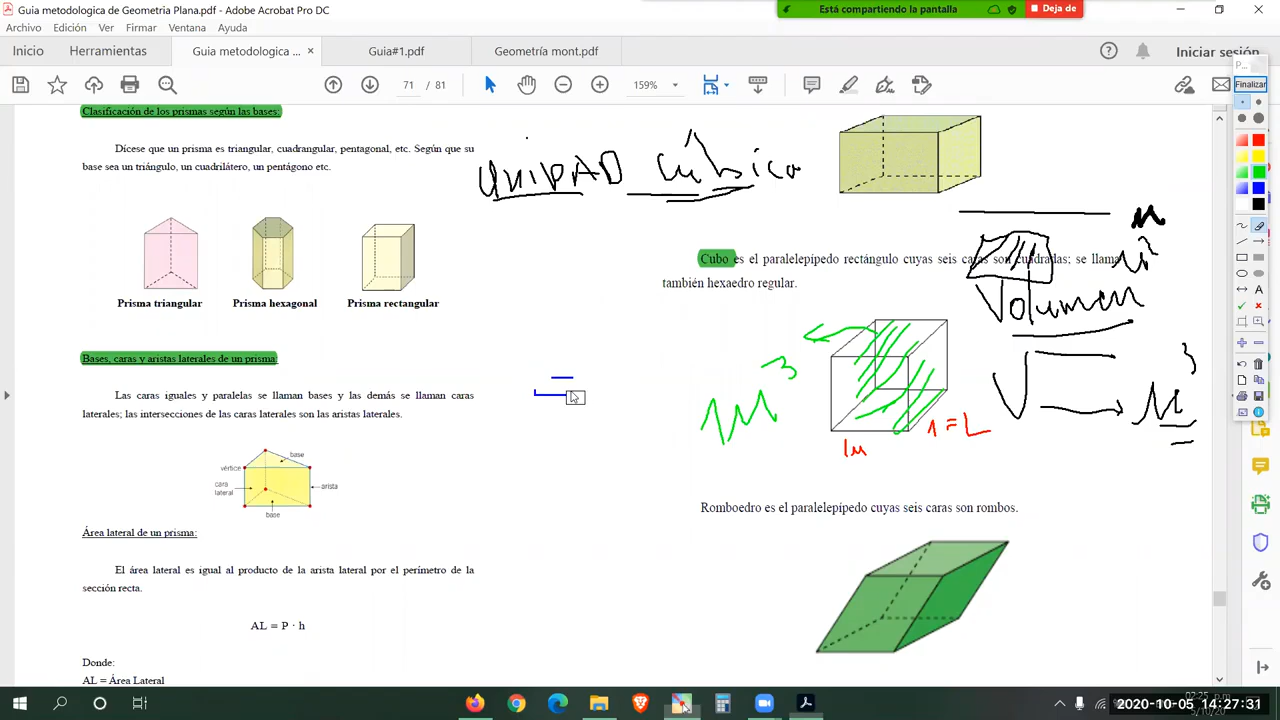 Guia metodologica de Geometria Plana.pdf - Adobe Acrobat Pro DC
Está compartiendo la pantalla
Deja de
Archivo Edición Ver Firmar Ventana Ayuda
Inicio Herramientas Guia metodologica ... × Guia#1.pdf Geometría mont.pdf Iniciar sesión
71 / 81 159%
Finalizar
Clasificación de los prismas según las bases.
Dícese que un prisma es triangular, cuadrangular, pentagonal, etc. Según que su
base sea un triángulo, un cuadrilátero, un pentágono etc.
Prisma triangular Prisma hexagonal Prisma rectangular
Bases, caras y aristas laterales de un prisma:
Las caras iguales y paralelas se llaman bases y las demás se llaman caras
laterales; las intersecciones de las caras laterales son las aristas laterales.
base
vértice
cara
lateral
arista
base
Área lateral de un prisma:
El área lateral es igual al producto de la arista lateral por el perímetro de la
sección recta.
AL = P · h
Donde:
AL = Área Lateral
UNIDAD Cúbica
m
Cubo es el paralelepípedo rectángulo cuyas seis caras son cuadradas; se llama
también hexaedro regular.
m²
Volumen
V → M³
M³
1m
1 = L
Romboedro es el paralelepípedo cuyas seis caras son rombos.
2020-10-05 14:27:31